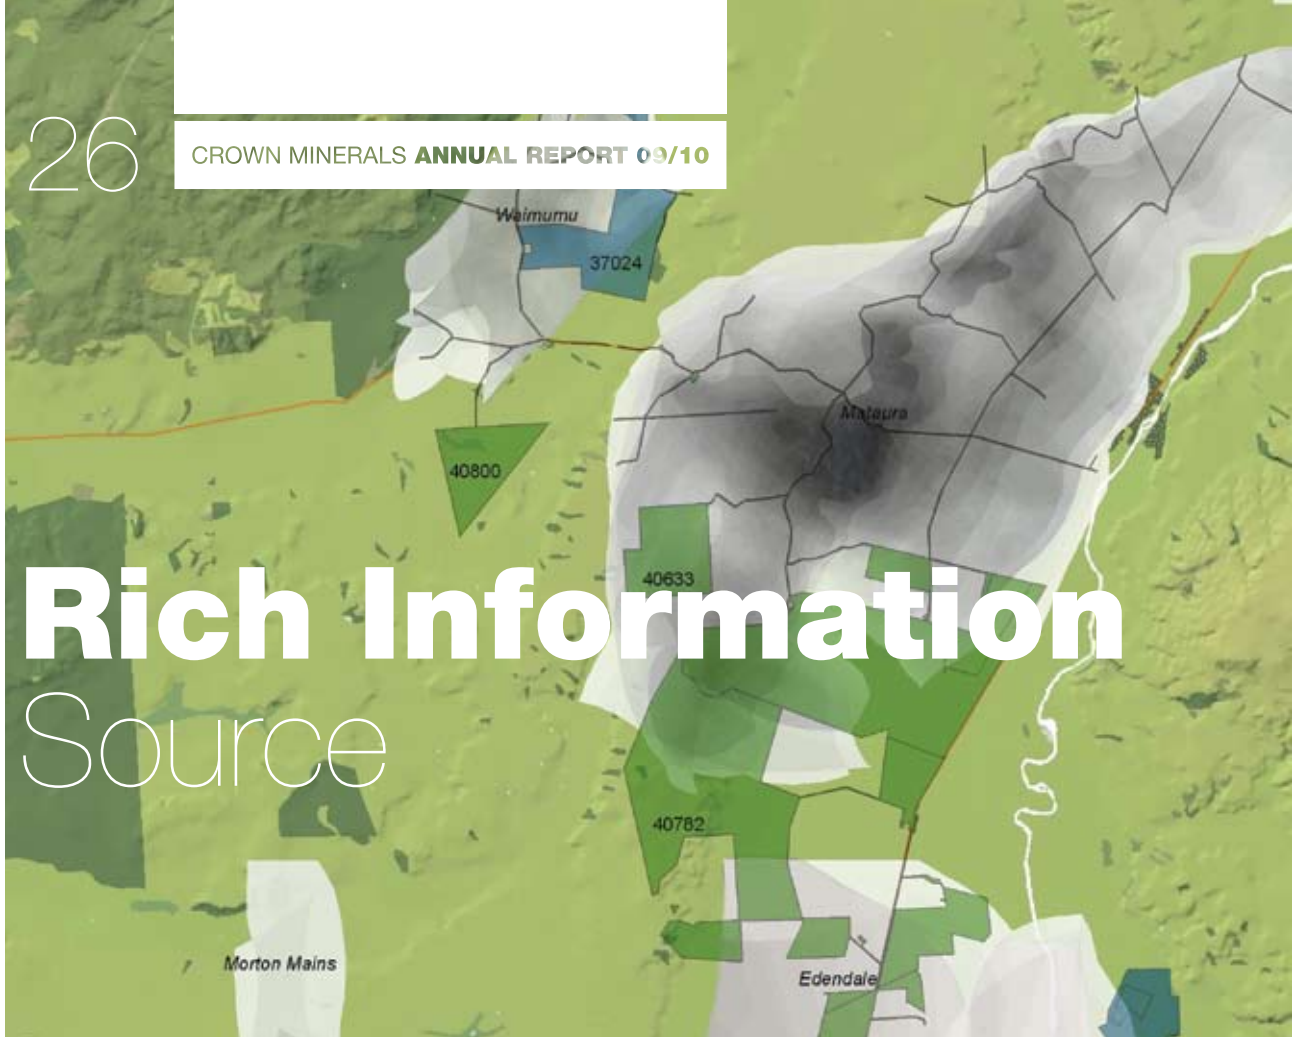 26
CROWN MINERALS ANNUAL REPORT 09/10
Waimumu
37024
Mataura
40800
40633
Rich Information
Source
40782
Morton Mains
Edendale